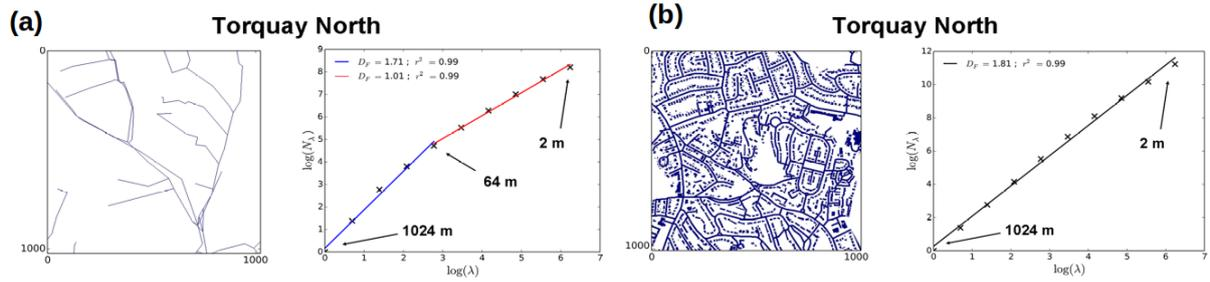 (a)
Torquay North
0
1000
0
1000
9
8
7
6
5
4
3
2
1
0
0 1 2 3 4 5 6 7
log(Nλ)
log(λ)
D_F = 1.71 ; r² = 0.99
D_F = 1.01 ; r² = 0.99
2 m
64 m
1024 m
(b)
Torquay North
0
1000
0
1000
12
10
8
6
4
2
0
0 1 2 3 4 5 6 7
log(Nλ)
log(λ)
D_F = 1.81 ; r² = 0.99
2 m
1024 m